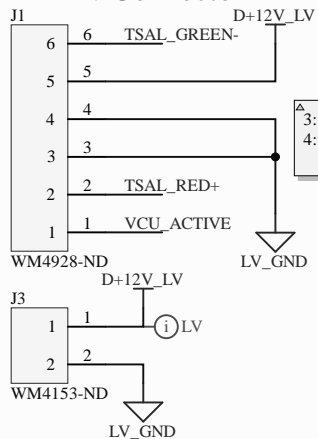 J1
D+12V_LV
6 6 TSAL_GREEN-
5 5
4 4
3 3
2 2 TSAL_RED+
1 1 VCU_ACTIVE
3:
4:
WM4928-ND
LV_GND
J3
D+12V_LV
1 1 i LV
2 2
WM4153-ND
LV_GND